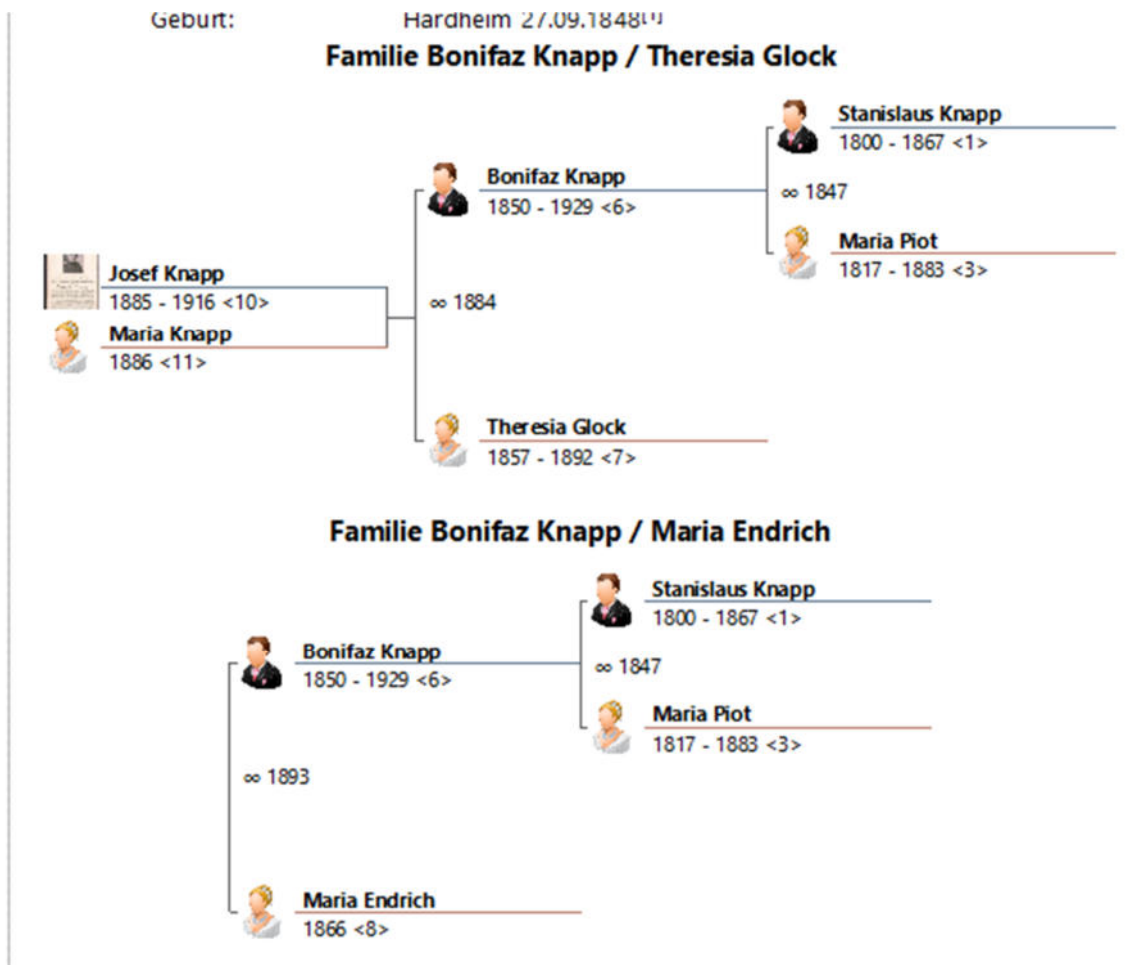 Geburt: Hardheim 27.09.1848[1]
Familie Bonifaz Knapp / Theresia Glock
Stanislaus Knapp
1800 - 1867 <1>
Bonifaz Knapp
1850 - 1929 <6>
∞ 1847
Maria Piot
1817 - 1883 <3>
Josef Knapp
1885 - 1916 <10>
∞ 1884
Maria Knapp
1886 <11>
Theresia Glock
1857 - 1892 <7>
Familie Bonifaz Knapp / Maria Endrich
Stanislaus Knapp
1800 - 1867 <1>
Bonifaz Knapp
1850 - 1929 <6>
∞ 1847
Maria Piot
1817 - 1883 <3>
∞ 1893
Maria Endrich
1866 <8>